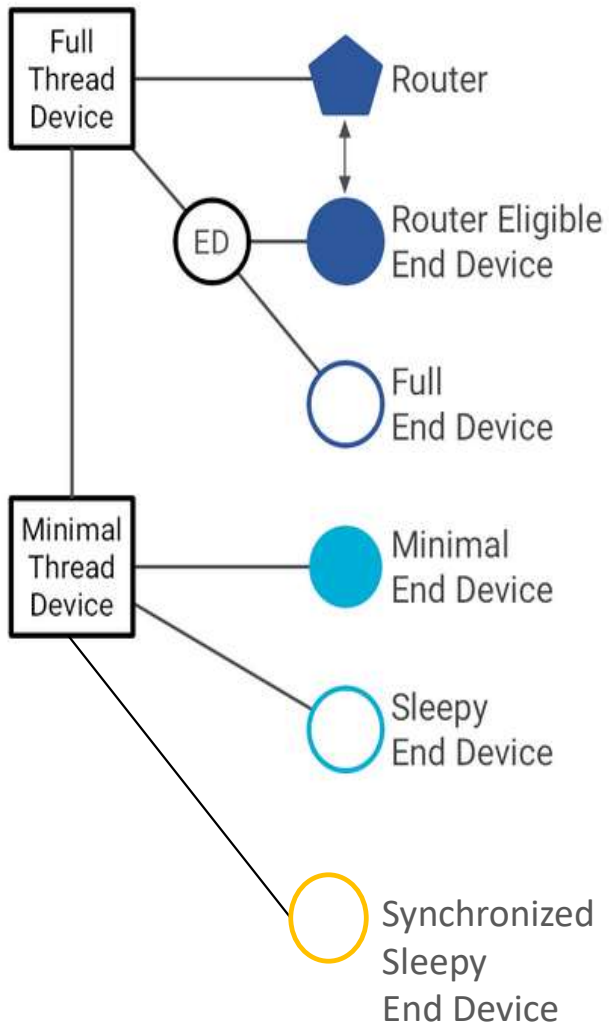 Full
Thread
Device
Router
ED
Router Eligible
End Device
Full
End Device
Minimal
Thread
Device
Minimal
End Device
Sleepy
End Device
Synchronized
Sleepy
End Device